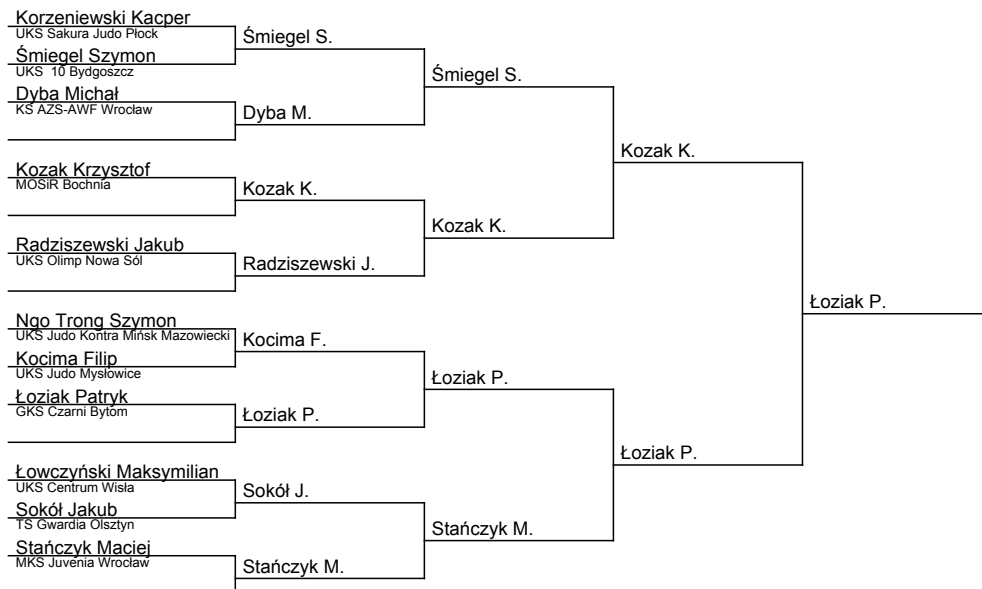 Korzeniewski Kacper
UKS Sakura Judo Płock
Śmiegel Szymon
UKS 10 Bydgoszcz
Dyba Michał
KS AZS-AWF Wrocław
Kozak Krzysztof
MOSiR Bochnia
Radziszewski Jakub
UKS Olimp Nowa Sól
Ngo Trong Szymon
UKS Judo Kontra Mińsk Mazowiecki
Kocima Filip
UKS Judo Mysłowice
Łoziak Patryk
GKS Czarni Bytom
Łowczyński Maksymilian
UKS Centrum Wisła
Sokół Jakub
TS Gwardia Olsztyn
Stańczyk Maciej
MKS Juvenia Wrocław
Śmiegel S.
Dyba M.
Kozak K.
Radziszewski J.
Kocima F.
Łoziak P.
Sokół J.
Stańczyk M.
Śmiegel S.
Kozak K.
Łoziak P.
Stańczyk M.
Kozak K.
Łoziak P.
Łoziak P.